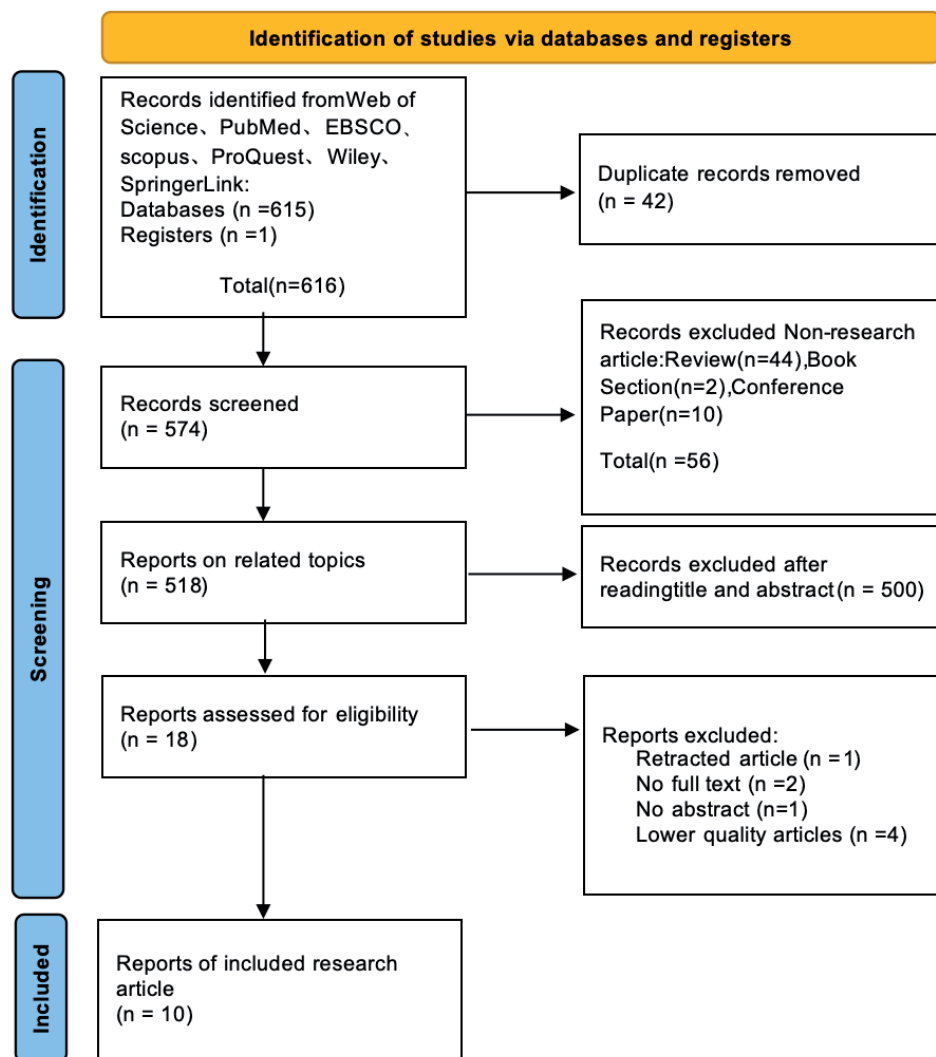 Identification of studies via databases and registers
Identification
Records identified fromWeb of
Science、PubMed、EBSCO、
scopus、ProQuest、Wiley、
SpringerLink:
Databases (n =615)
Registers (n =1)
Total(n=616)
Duplicate records removed
(n = 42)
Screening
Records screened
(n = 574)
Records excluded Non-research
article:Review(n=44),Book
Section(n=2),Conference
Paper(n=10)
Total(n =56)
Reports on related topics
(n = 518)
Records excluded after
readingtitle and abstract(n = 500)
Reports assessed for eligibility
(n = 18)
Reports excluded:
Retracted article (n =1)
No full text (n =2)
No abstract (n=1)
Lower quality articles (n =4)
Included
Reports of included research
article
(n = 10)